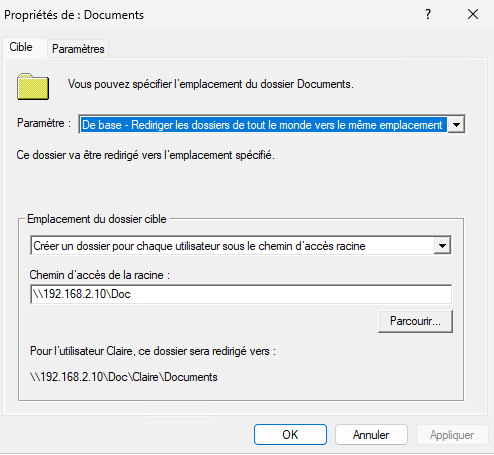 Propriétés de : Documents
?
Cible
Paramètres
Vous pouvez spécifier l'emplacement du dossier Documents.
Paramètre :
De base - Rediriger les dossiers de tout le monde vers le même emplacement
Ce dossier va être redirigé vers l'emplacement spécifié.
Emplacement du dossier cible
Créer un dossier pour chaque utilisateur sous le chemin d'accès racine
Chemin d'accès de la racine :
\\192.168.2.10\Doc
Parcourir...
Pour l'utilisateur Claire, ce dossier sera redirigé vers :
\\192.168.2.10\Doc\Claire\Documents
OK
Annuler
Appliquer